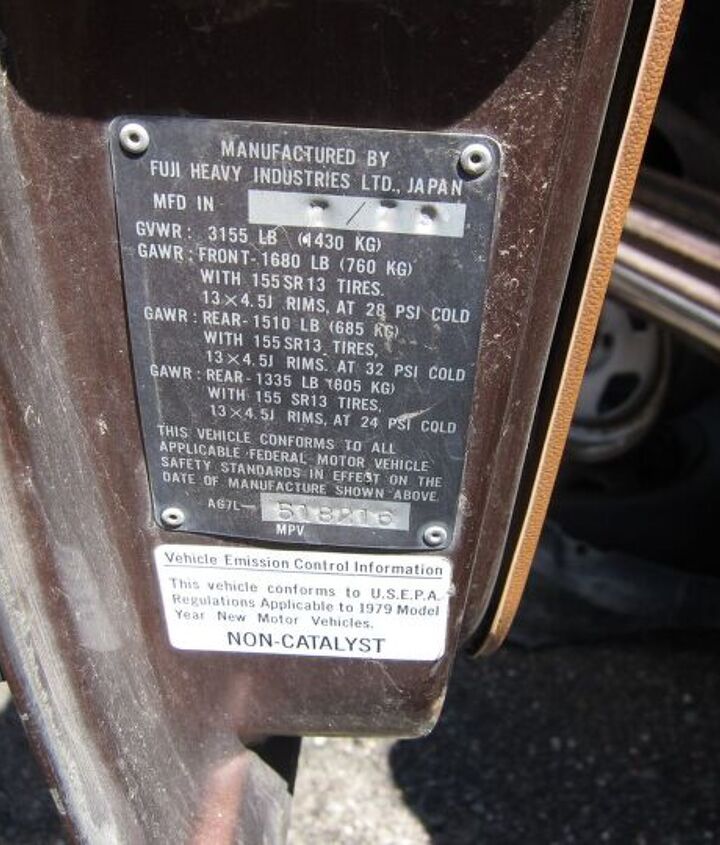 MANUFACTURED BY
FUJI HEAVY INDUSTRIES LTD., JAPAN
MFD IN /
GVWR: 3155 LB (1430 KG)
GAWR: FRONT-1680 LB (760 KG)
WITH 155SR13 TIRES.
13×4.5J RIMS, AT 28 PSI COLD
GAWR: REAR-1510 LB (685 KG)
WITH 155SR13 TIRES,
13×4.5J RIMS. AT 32 PSI COLD
GAWR: REAR-1335 LB (605 KG)
WITH 155 SR13 TIRES,
13×4.5J RIMS, AT 24 PSI COLD
THIS VEHICLE CONFORMS TO ALL
APPLICABLE FEDERAL MOTOR VEHICLE
SAFETY STANDARDS IN EFFECT ON THE
DATE OF MANUFACTURE SHOWN ABOVE.
AG7L- 518216
MPV
Vehicle Emission Control Information
This vehicle conforms to U.S.E.P.A.
Regulations Applicable to 1979 Model
Year New Motor Vehicles.
NON-CATALYST